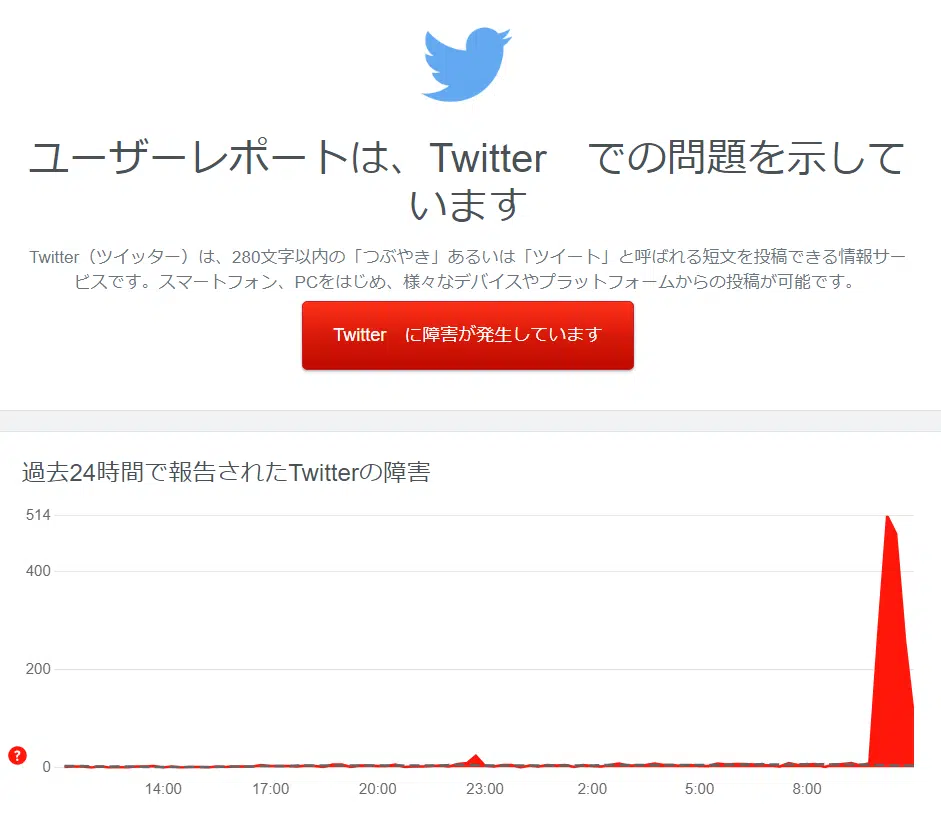 ユーザーレポートは、Twitter　での問題を示して
います
Twitter（ツイッター）は、280文字以内の「つぶやき」あるいは「ツイート」と呼ばれる短文を投稿できる情報サー
ビスです。スマートフォン、PCをはじめ、様々なデバイスやプラットフォームからの投稿が可能です。
Twitter　に障害が発生しています
過去24時間で報告されたTwitterの障害
514
400
200
?
0
14:00 17:00 20:00 23:00 2:00 5:00 8:00